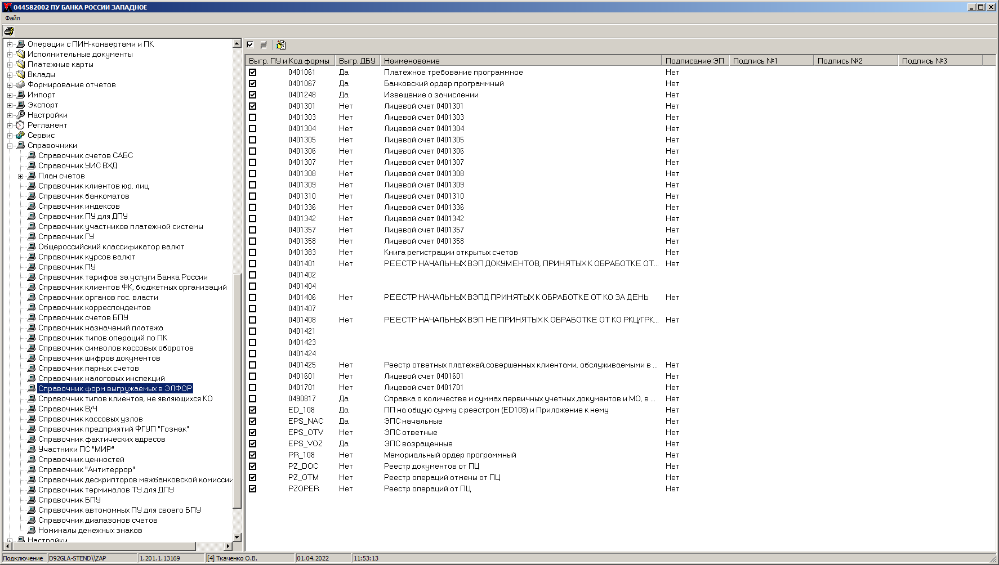 044582002 ПУ БАНКА РОССИИ ЗАПАДНОЕ
Файл
Операции с ПИН-конвертами и ПК
Исполнительные документы
Платежные карты
Вклады
Формирование отчетов
Импорт
Экспорт
Настройки
Регламент
Сервис
Справочники
Справочник счетов САБС
Справочник УИС ВХД
План счетов
Справочник клиентов юр. лиц
Справочник банкоматов
Справочник индексов
Справочник ПУ для ДПУ
Справочник участников платежной системы
Справочник ГУ
Общероссийский классификатор валют
Справочник курсов валют
Справочник ПУ
Справочник тарифов за услуги Банка России
Справочник клиентов ФК, бюджетных организаций
Справочник органов гос. власти
Справочник корреспондентов
Справочник счетов БПУ
Справочник назначений платежа
Справочник типов операций по ПК
Справочник символов кассовых оборотов
Справочник шифров документов
Справочник парных счетов
Справочник налоговых инспекций
Справочник форм выгружаемых в ЭЛФОР
Справочник типов клиентов, не являющихся КО
Справочник В/Ч
Справочник кассовых узлов
Справочник предприятий ФГУП "Гознак"
Справочник фактических адресов
Участники ПС "МИР"
Справочник ценностей
Справочник "Антитеррор"
Справочник дескрипторов межбанковской комиссии
Справочник терминалов ТУ для ДПУ
Справочник БПУ
Справочник автономных ПУ для своего БПУ
Справочник диапазонов счетов
Номиналы денежных знаков
Настройки
Выгр. ПУ и Код формы Выгр. ДБУ Наименование Подписание ЭП Подпись №1 Подпись №2 Подпись №3
0401061 Да Платежное требование программное Нет
0401067 Да Банковский ордер программный Нет
0401248 Да Извещение о зачислении Нет
0401301 Нет Лицевой счет 0401301 Нет
0401303 Нет Лицевой счет 0401303 Нет
0401304 Нет Лицевой счет 0401304 Нет
0401305 Нет Лицевой счет 0401305 Нет
0401306 Нет Лицевой счет 0401306 Нет
0401307 Нет Лицевой счет 0401307 Нет
0401308 Нет Лицевой счет 0401308 Нет
0401309 Нет Лицевой счет 0401309 Нет
0401310 Нет Лицевой счет 0401310 Нет
0401336 Нет Лицевой счет 0401336 Нет
0401342 Нет Лицевой счет 0401342 Нет
0401357 Нет Лицевой счет 0401357 Нет
0401358 Нет Лицевой счет 0401358 Нет
0401383 Нет Книга регистрации открытых счетов Нет
0401401 Нет РЕЕСТР НАЧАЛЬНЫХ ВЭП ДОКУМЕНТОВ, ПРИНЯТЫХ К ОБРАБОТКЕ ОТ... Нет
0401402
0401404
0401406 Нет РЕЕСТР НАЧАЛЬНЫХ ВЭПД ПРИНЯТЫХ К ОБРАБОТКЕ ОТ КО ЗА ДЕНЬ Нет
0401407
0401408 Нет РЕЕСТР НАЧАЛЬНЫХ ВЭП НЕ ПРИНЯТЫХ К ОБРАБОТКЕ ОТ КО РКЦ/ГРК... Нет
0401421
0401423
0401424
0401425 Нет Реестр ответных платежей,совершенных клиентами, обслуживаемыми в ... Нет
0401601 Нет Лицевой счет 0401601 Нет
0401701 Нет Лицевой счет 0401701 Нет
0490817 Да Справка о количестве и суммах первичных учетных документов и МО, в ... Нет
ED_108 Да ПП на общую сумму с реестром (ED108) и Приложение к нему Нет
EPS_NAC Да ЭПС начальные Нет
EPS_OTV Нет ЭПС ответные Нет
EPS_VOZ Да ЭПС возращенные Нет
PR_108 Нет Мемориальный ордер программный Нет
PZ_DOC Нет Реестр документов от ПЦ Нет
PZ_OTM Нет Реестр операций отмены от ПЦ Нет
PZOPER Нет Реестр операций от ПЦ Нет
Подключение D92GLA-STEND\\ZAP 1.201.1.13169 [4] Ткаченко О.В. 01.04.2022 11:53:13